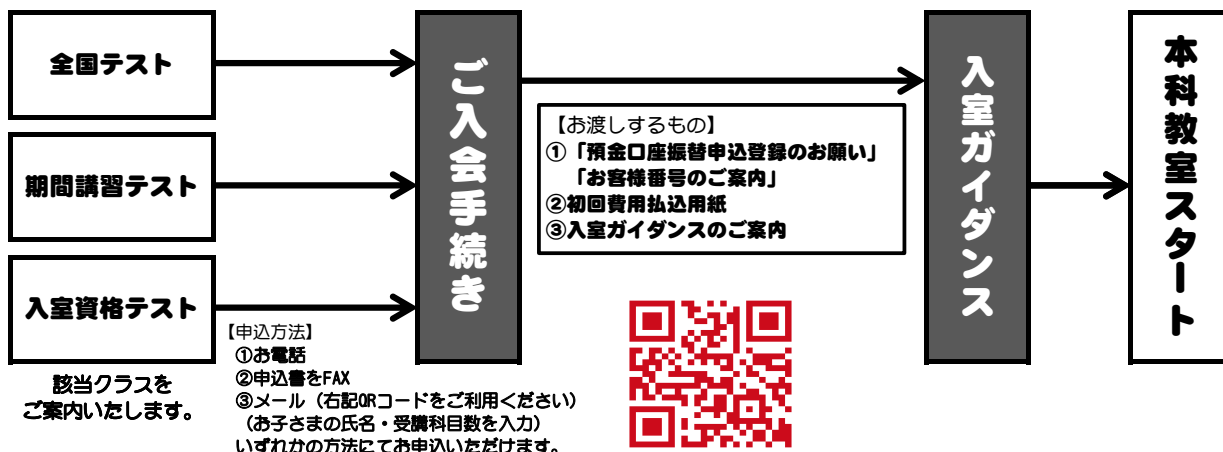 全国テスト
期間講習テスト
入室資格テスト
該当クラスを
ご案内いたします。
【申込方法】
①お電話
②申込書をFAX
③メール（右記QRコードをご利用ください）
（お子さまの氏名・受講科目数を入力）
いずれかの方法にてお申込いただけます。
ご入会手続き
【お渡しするもの】
①「預金口座振替申込登録のお願い」
「お客様番号のご案内」
②初回費用払込用紙
③入室ガイダンスのご案内
入室ガイダンス
本科教室スタート